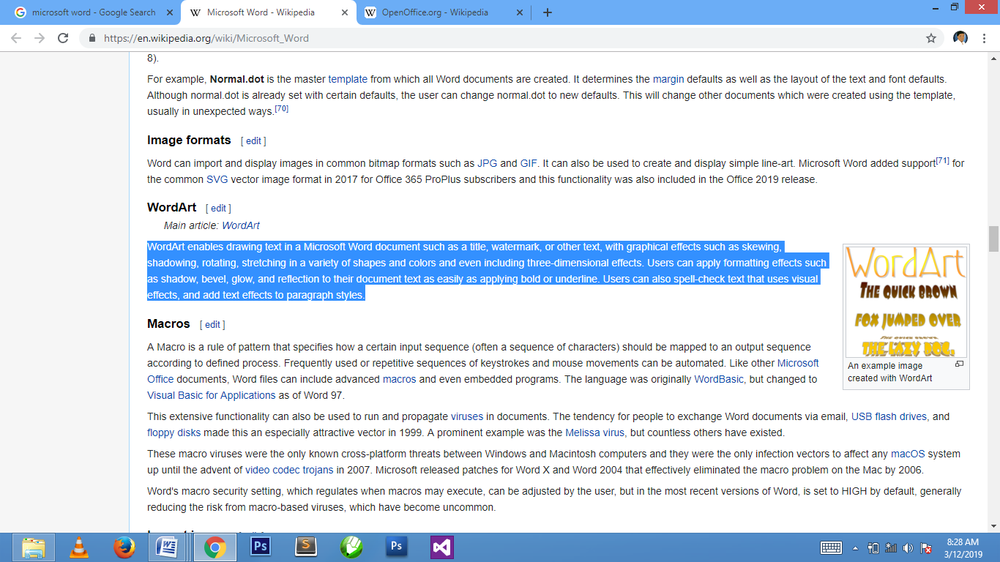 microsoft word - Google Search
Microsoft Word - Wikipedia
OpenOffice.org - Wikipedia
https://en.wikipedia.org/wiki/Microsoft_Word
8).
For example, Normal.dot is the master template from which all Word documents are created. It determines the margin defaults as well as the layout of the text and font defaults.
Although normal.dot is already set with certain defaults, the user can change normal.dot to new defaults. This will change other documents which were created using the template,
usually in unexpected ways.[70]
Image formats [ edit ]
Word can import and display images in common bitmap formats such as JPG and GIF. It can also be used to create and display simple line-art. Microsoft Word added support[71] for
the common SVG vector image format in 2017 for Office 365 ProPlus subscribers and this functionality was also included in the Office 2019 release.
WordArt [ edit ]
Main article: WordArt
WordArt enables drawing text in a Microsoft Word document such as a title, watermark, or other text, with graphical effects such as skewing,
shadowing, rotating, stretching in a variety of shapes and colors and even including three-dimensional effects. Users can apply formatting effects such
as shadow, bevel, glow, and reflection to their document text as easily as applying bold or underline. Users can also spell-check text that uses visual
effects, and add text effects to paragraph styles.
WordArt
THE QUICK BROWN
FOX JUMPED OVER
THE LAZY DOG.
An example image
created with WordArt
Macros [ edit ]
A Macro is a rule of pattern that specifies how a certain input sequence (often a sequence of characters) should be mapped to an output sequence
according to defined process. Frequently used or repetitive sequences of keystrokes and mouse movements can be automated. Like other Microsoft
Office documents, Word files can include advanced macros and even embedded programs. The language was originally WordBasic, but changed to
Visual Basic for Applications as of Word 97.
This extensive functionality can also be used to run and propagate viruses in documents. The tendency for people to exchange Word documents via email, USB flash drives, and
floppy disks made this an especially attractive vector in 1999. A prominent example was the Melissa virus, but countless others have existed.
These macro viruses were the only known cross-platform threats between Windows and Macintosh computers and they were the only infection vectors to affect any macOS system
up until the advent of video codec trojans in 2007. Microsoft released patches for Word X and Word 2004 that effectively eliminated the macro problem on the Mac by 2006.
Word's macro security setting, which regulates when macros may execute, can be adjusted by the user, but in the most recent versions of Word, is set to HIGH by default, generally
reducing the risk from macro-based viruses, which have become uncommon.
Ps
S
Ps
8:28 AM
3/12/2019